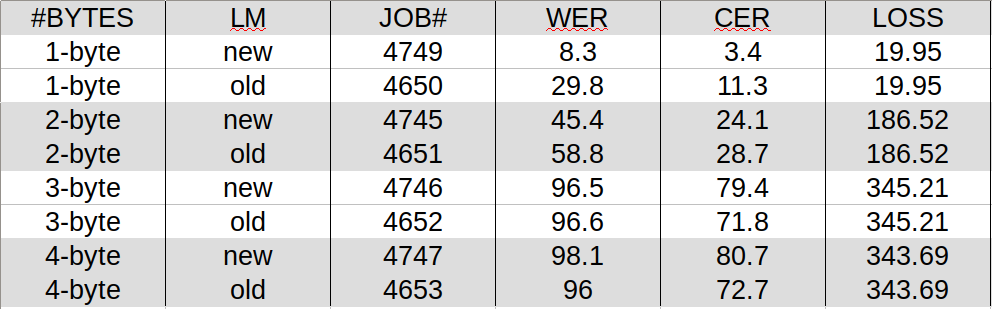 #BYTES LM JOB# WER CER LOSS
1-byte new 4749 8.3 3.4 19.95
1-byte old 4650 29.8 11.3 19.95
2-byte new 4745 45.4 24.1 186.52
2-byte old 4651 58.8 28.7 186.52
3-byte new 4746 96.5 79.4 345.21
3-byte old 4652 96.6 71.8 345.21
4-byte new 4747 98.1 80.7 343.69
4-byte old 4653 96 72.7 343.69